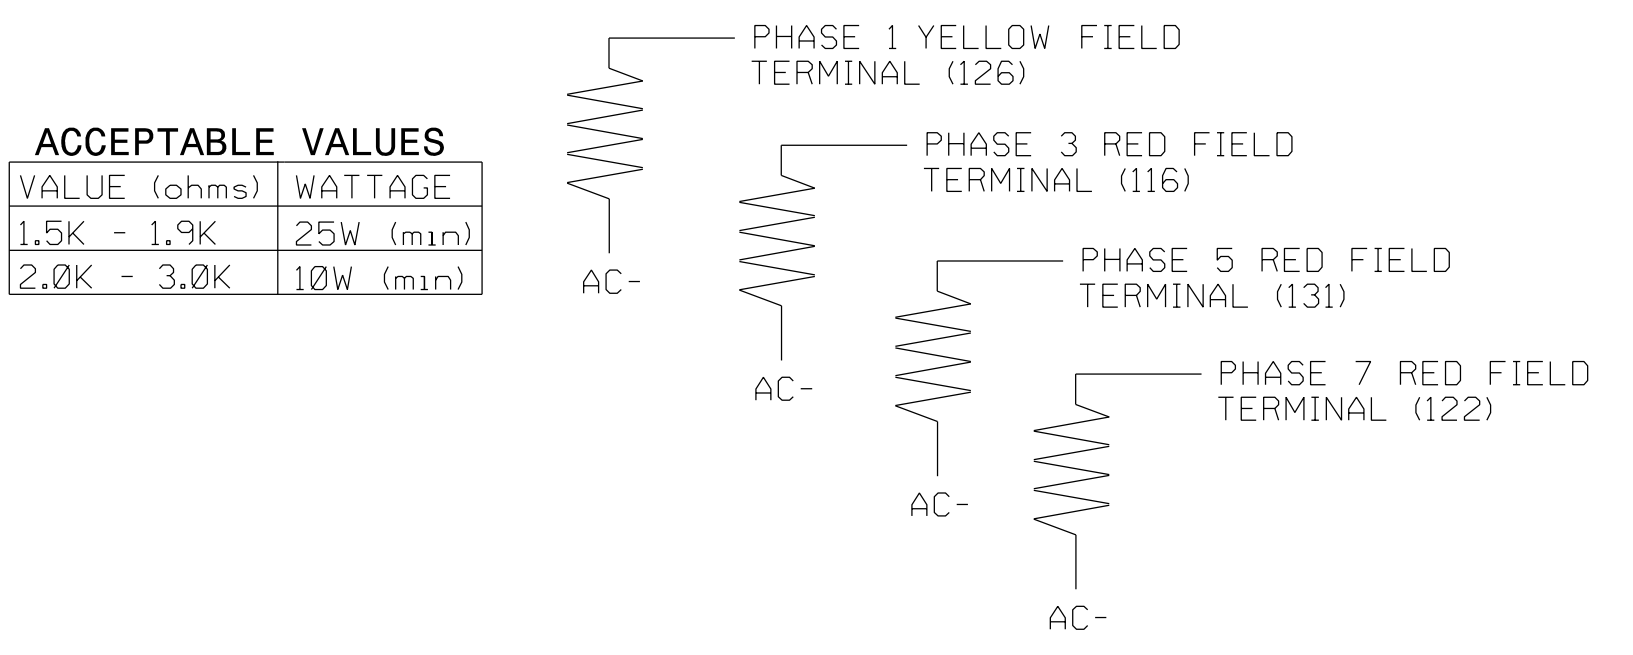 PHASE 1 YELLOW FIELD
TERMINAL (126)
ACCEPTABLE VALUES
VALUE (ohms) WATTAGE
1.5K - 1.9K 25W (min)
2.0K - 3.0K 10W (min)
AC-
PHASE 3 RED FIELD
TERMINAL (116)
AC-
PHASE 5 RED FIELD
TERMINAL (131)
AC-
PHASE 7 RED FIELD
TERMINAL (122)
AC-